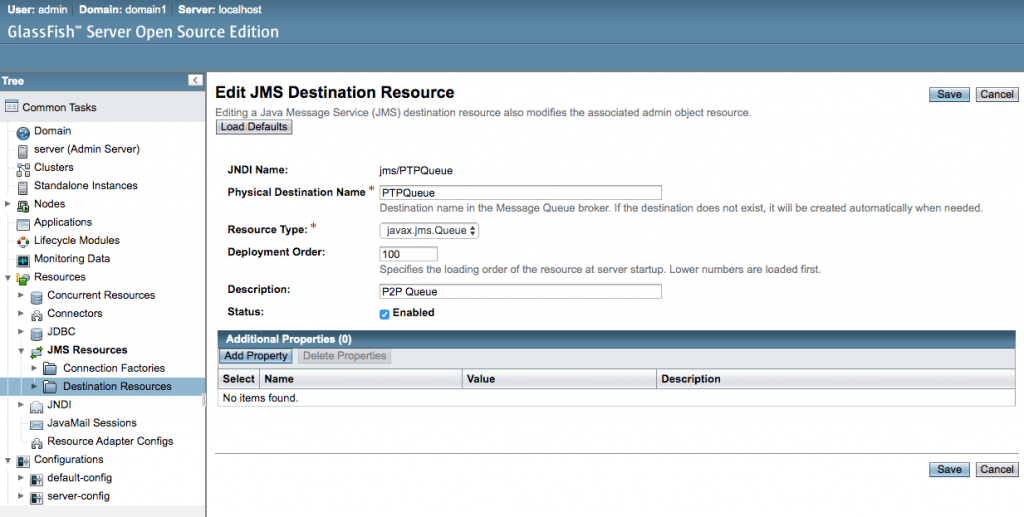 User: admin Domain: domain1 Server: localhost
GlassFish™ Server Open Source Edition
Tree
Common Tasks
Domain
server (Admin Server)
Clusters
Standalone Instances
Nodes
Applications
Lifecycle Modules
Monitoring Data
Resources
Concurrent Resources
Connectors
JDBC
JMS Resources
Connection Factories
Destination Resources
JNDI
JavaMail Sessions
Resource Adapter Configs
Configurations
default-config
server-config
Edit JMS Destination Resource
Save Cancel
Editing a Java Message Service (JMS) destination resource also modifies the associated admin object resource.
Load Defaults
JNDI Name: jms/PTPQueue
Physical Destination Name * PTPQueue
Destination name in the Message Queue broker. If the destination does not exist, it will be created automatically when needed.
Resource Type: * javax.jms.Queue
Deployment Order: 100
Specifies the loading order of the resource at server startup. Lower numbers are loaded first.
Description: P2P Queue
Status: Enabled
Additional Properties (0)
Add Property Delete Properties
Select Name Value Description
No items found.
Save Cancel